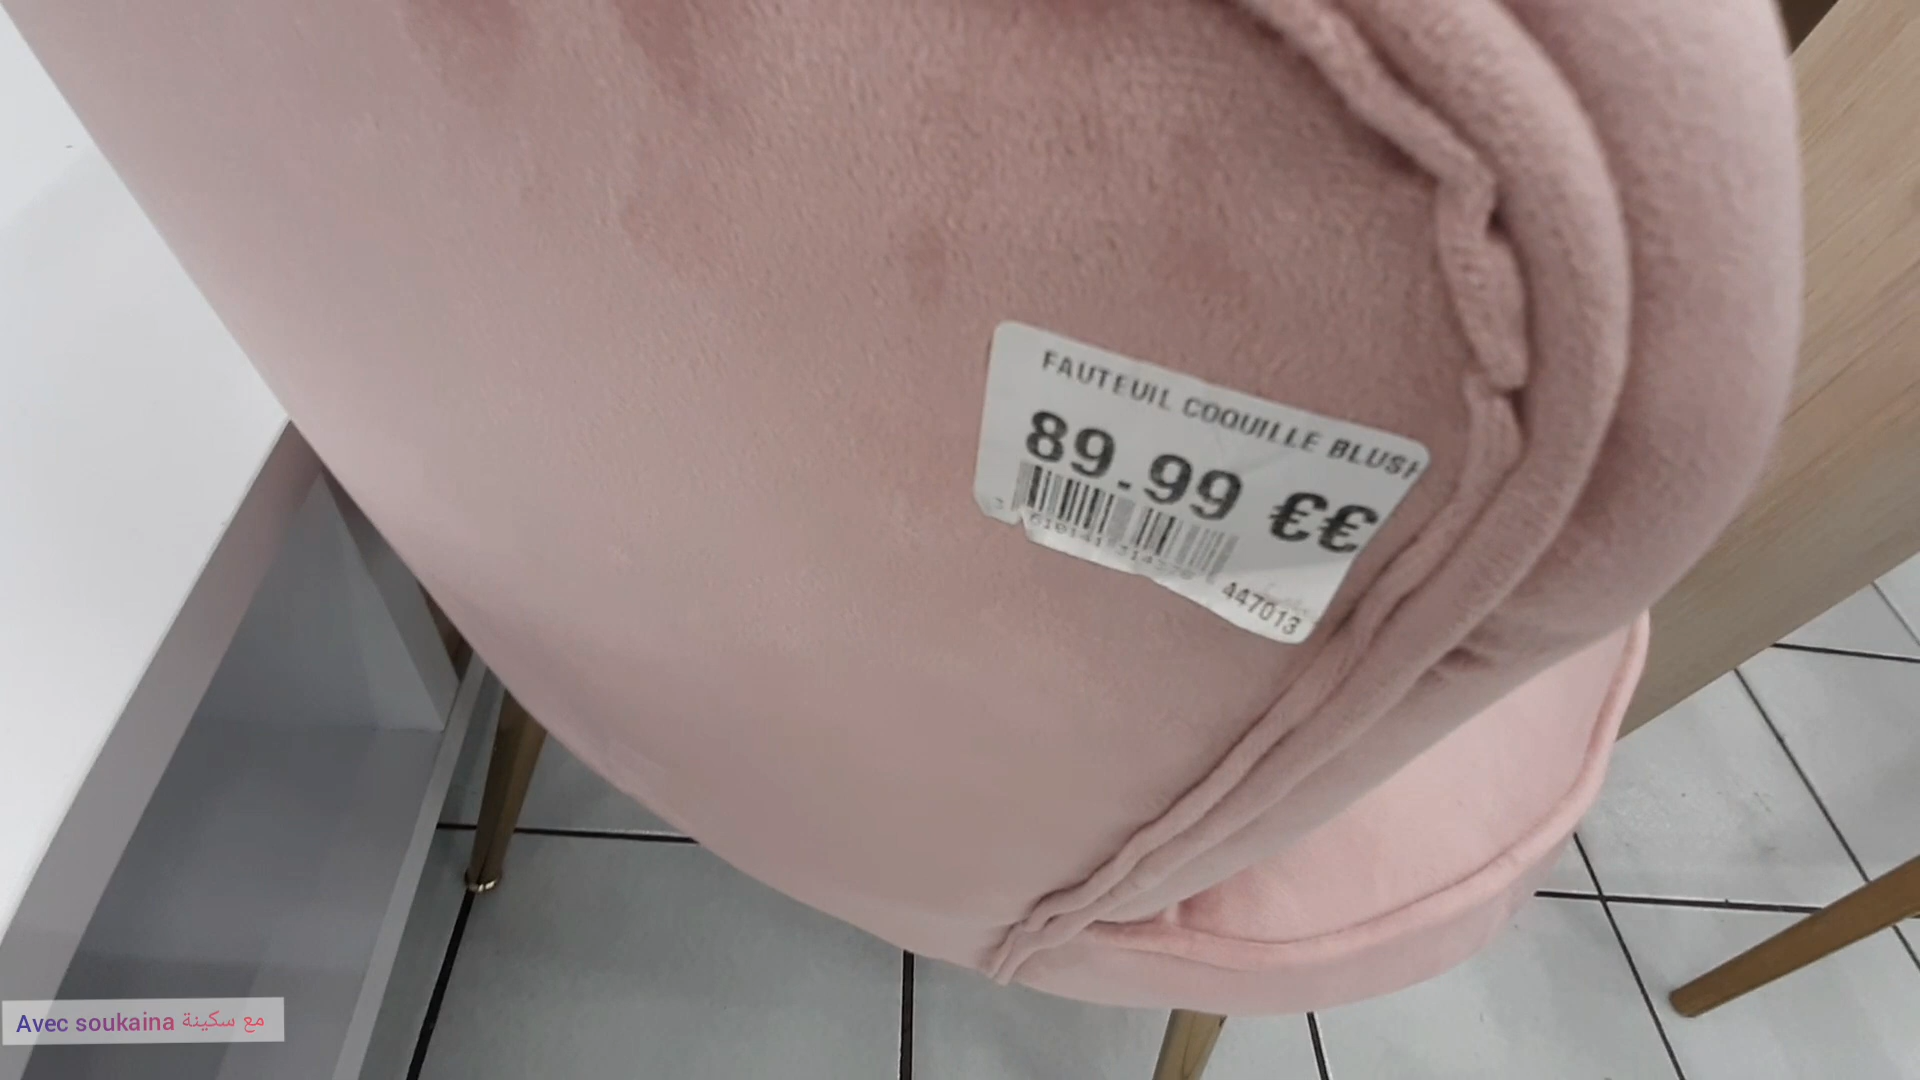 FAUTEUIL COQUILLE BLUSH
89.99 €€
447013
Avec soukaina مع سكينة